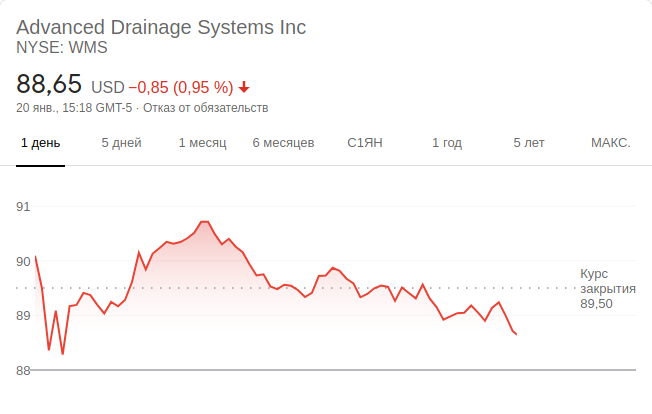 Advanced Drainage Systems Inc
NYSE: WMS
88,65 USD −0,85 (0,95 %)
20 янв., 15:18 GMT-5 · Отказ от обязательств
1 день 5 дней 1 месяц 6 месяцев С1ЯН 1 год 5 лет МАКС.
91
90
Курс
закрытия
89,50
89
88